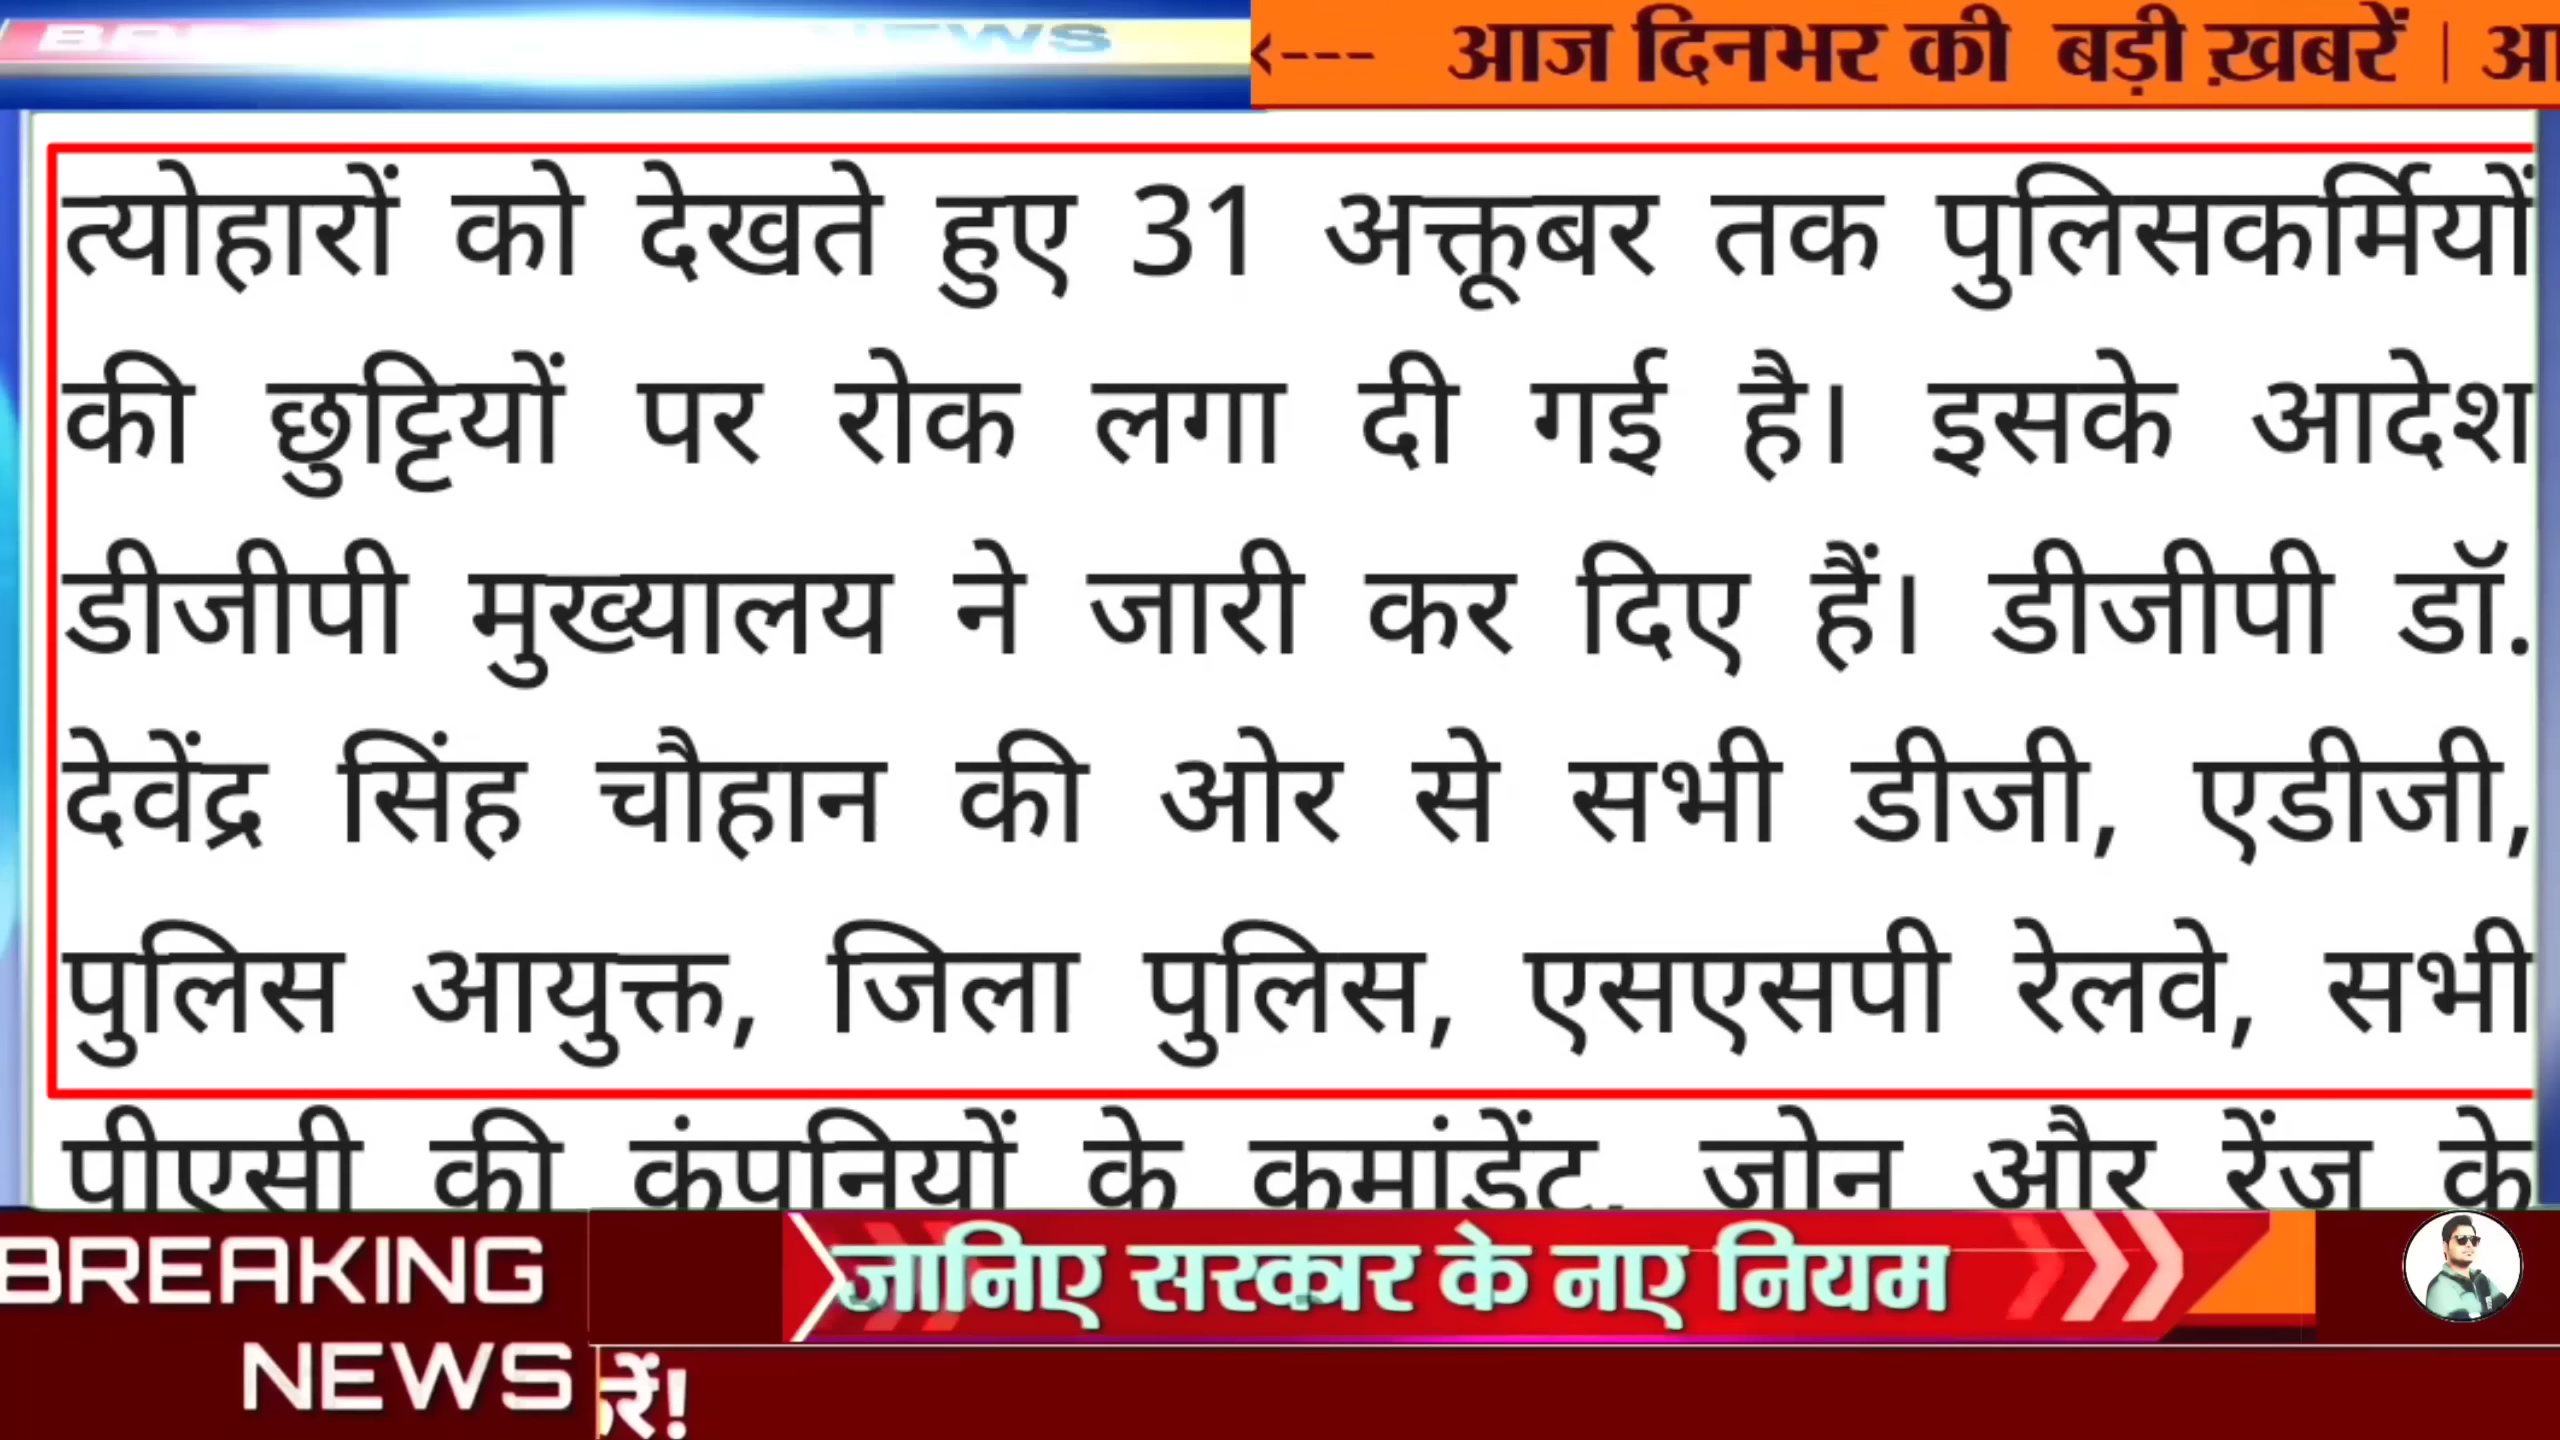 <--- आज दिनभर की बड़ी ख़बरें | आ
त्योहारों को देखते हुए 31 अक्तूबर तक पुलिसकर्मियों
की छुट्टियों पर रोक लगा दी गई है। इसके आदेश
डीजीपी मुख्यालय ने जारी कर दिए हैं। डीजीपी डॉ.
देवेंद्र सिंह चौहान की ओर से सभी डीजी, एडीजी,
पुलिस आयुक्त, जिला पुलिस, एसएसपी रेलवे, सभी
पीएसी की कंपनियों के कमांडेंट, जोन और रेंज के
जानिए सरकार के नए नियम
BREAKING
NEWS
रें!